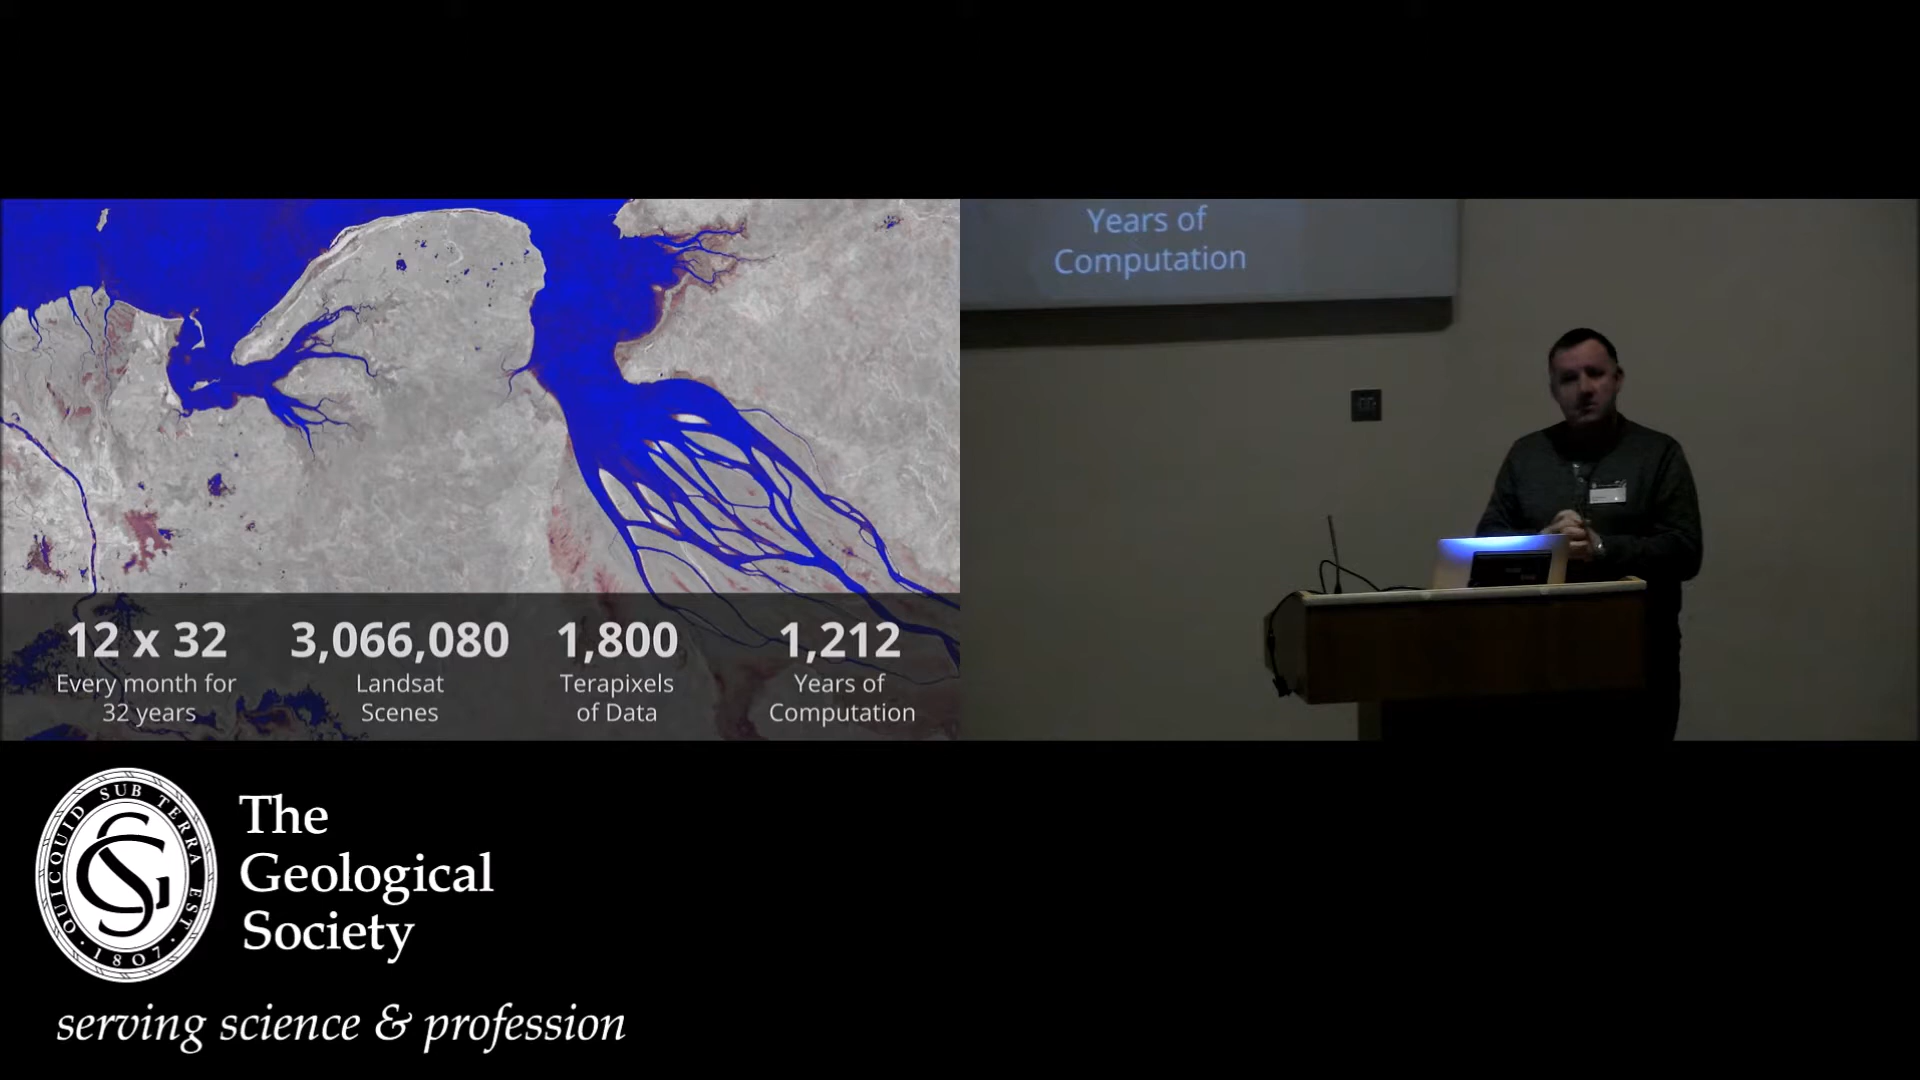 Years of
Computation
12 x 32
Every month for
32 years
3,066,080
Landsat
Scenes
1,800
Terapixels
of Data
1,212
Years of
Computation
QUICQUID SUB TERRA EST
· 1807 ·
The
Geological
Society
serving science & profession